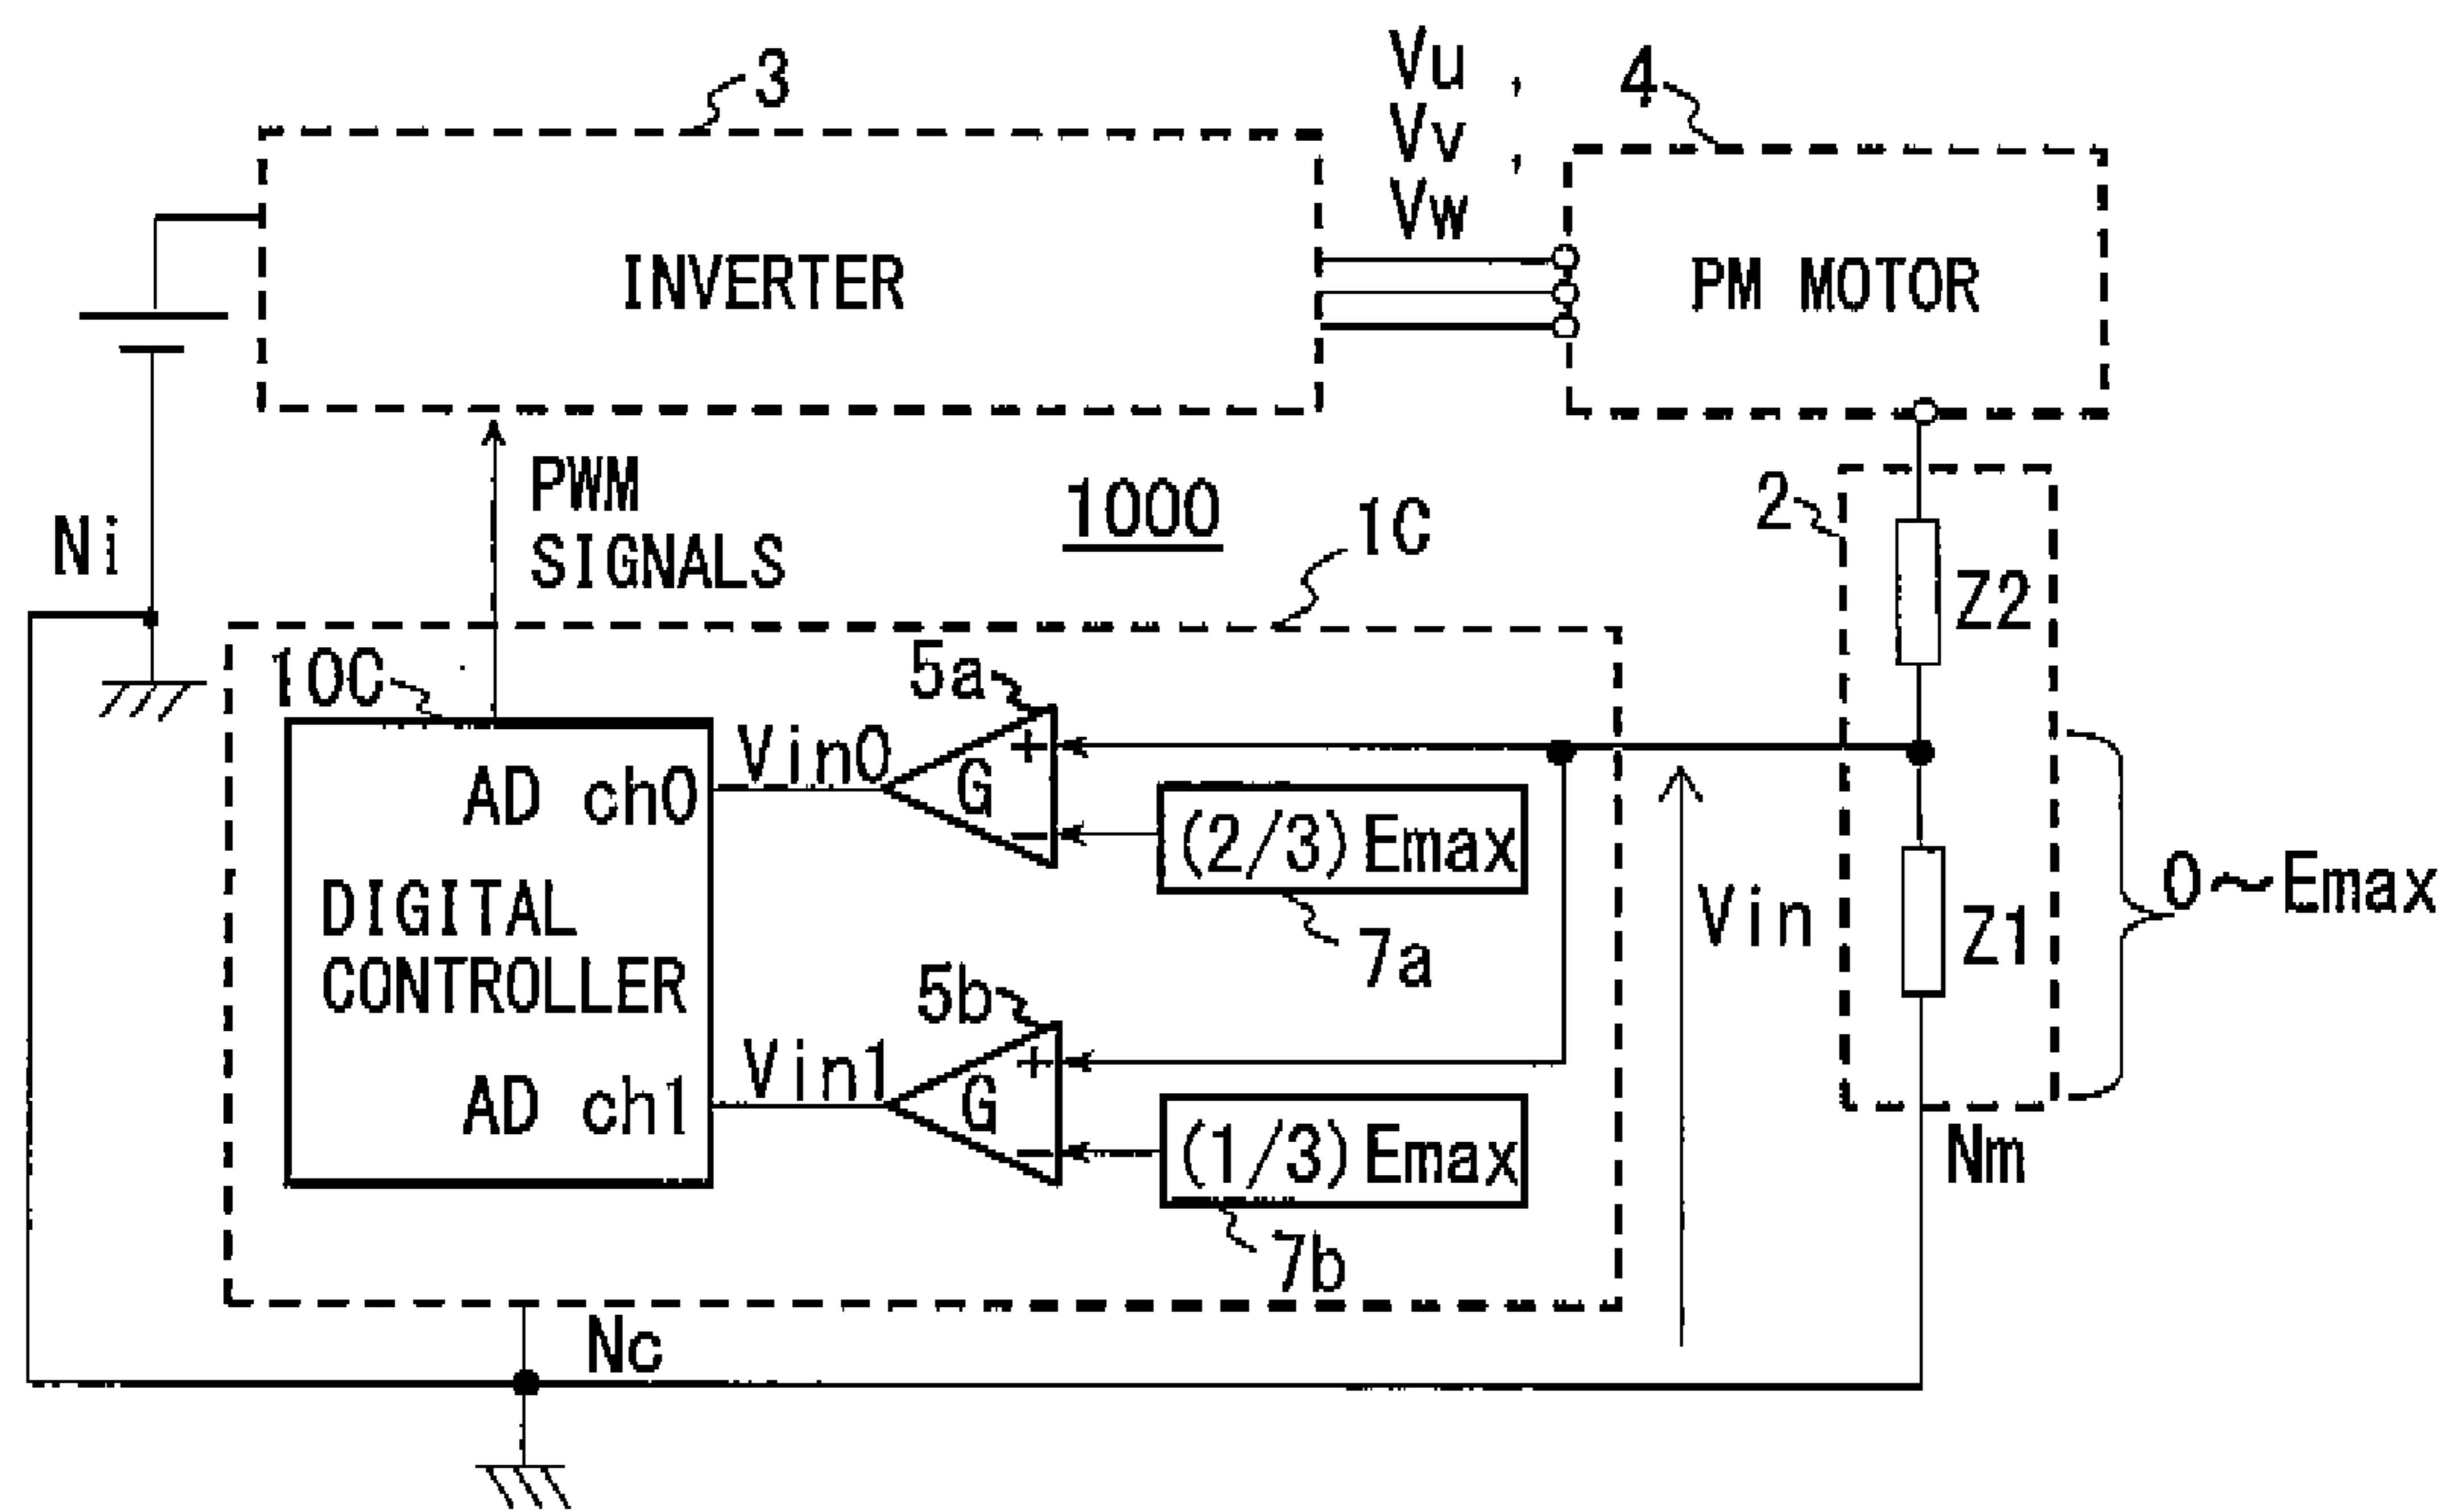 3
Vu ,
Vv ,
Vw
4
INVERTER
PM MOTOR
Ni
PWM
SIGNALS
1000
1C
2
Z2
10C
5a
Vin0
+
G
−
AD ch0
(2/3)Emax
7a
Vin
Z1
0～Emax
DIGITAL
CONTROLLER
5b
Vin1
+
G
−
AD ch1
(1/3)Emax
7b
Nm
Nc